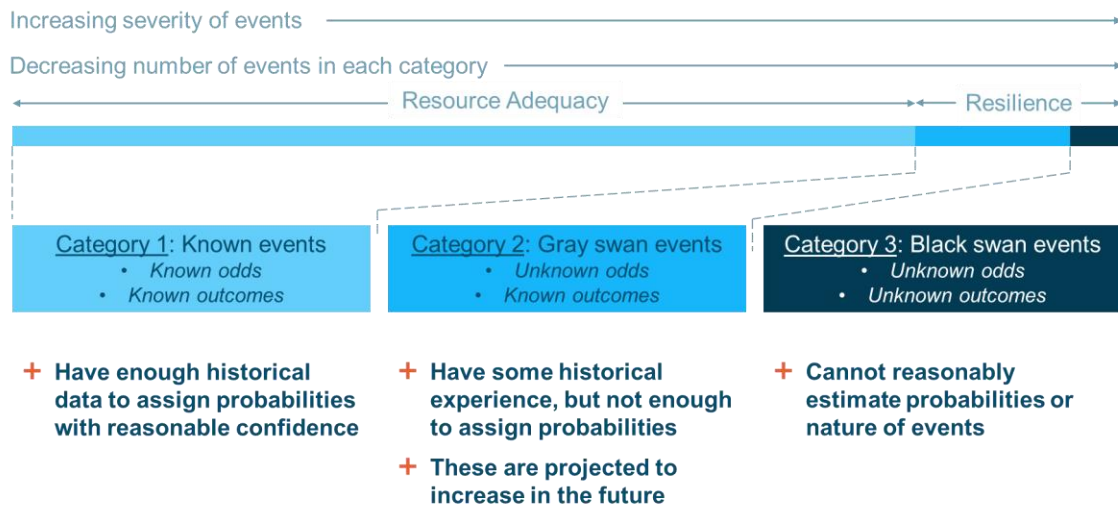 Increasing severity of events
Decreasing number of events in each category
Resource Adequacy
Resilience
Category 1: Known events
• Known odds
• Known outcomes
Category 2: Gray swan events
• Unknown odds
• Known outcomes
Category 3: Black swan events
• Unknown odds
• Unknown outcomes
+ Have enough historical
data to assign probabilities
with reasonable confidence
+ Have some historical
experience, but not enough
to assign probabilities
+ These are projected to
increase in the future
+ Cannot reasonably
estimate probabilities or
nature of events